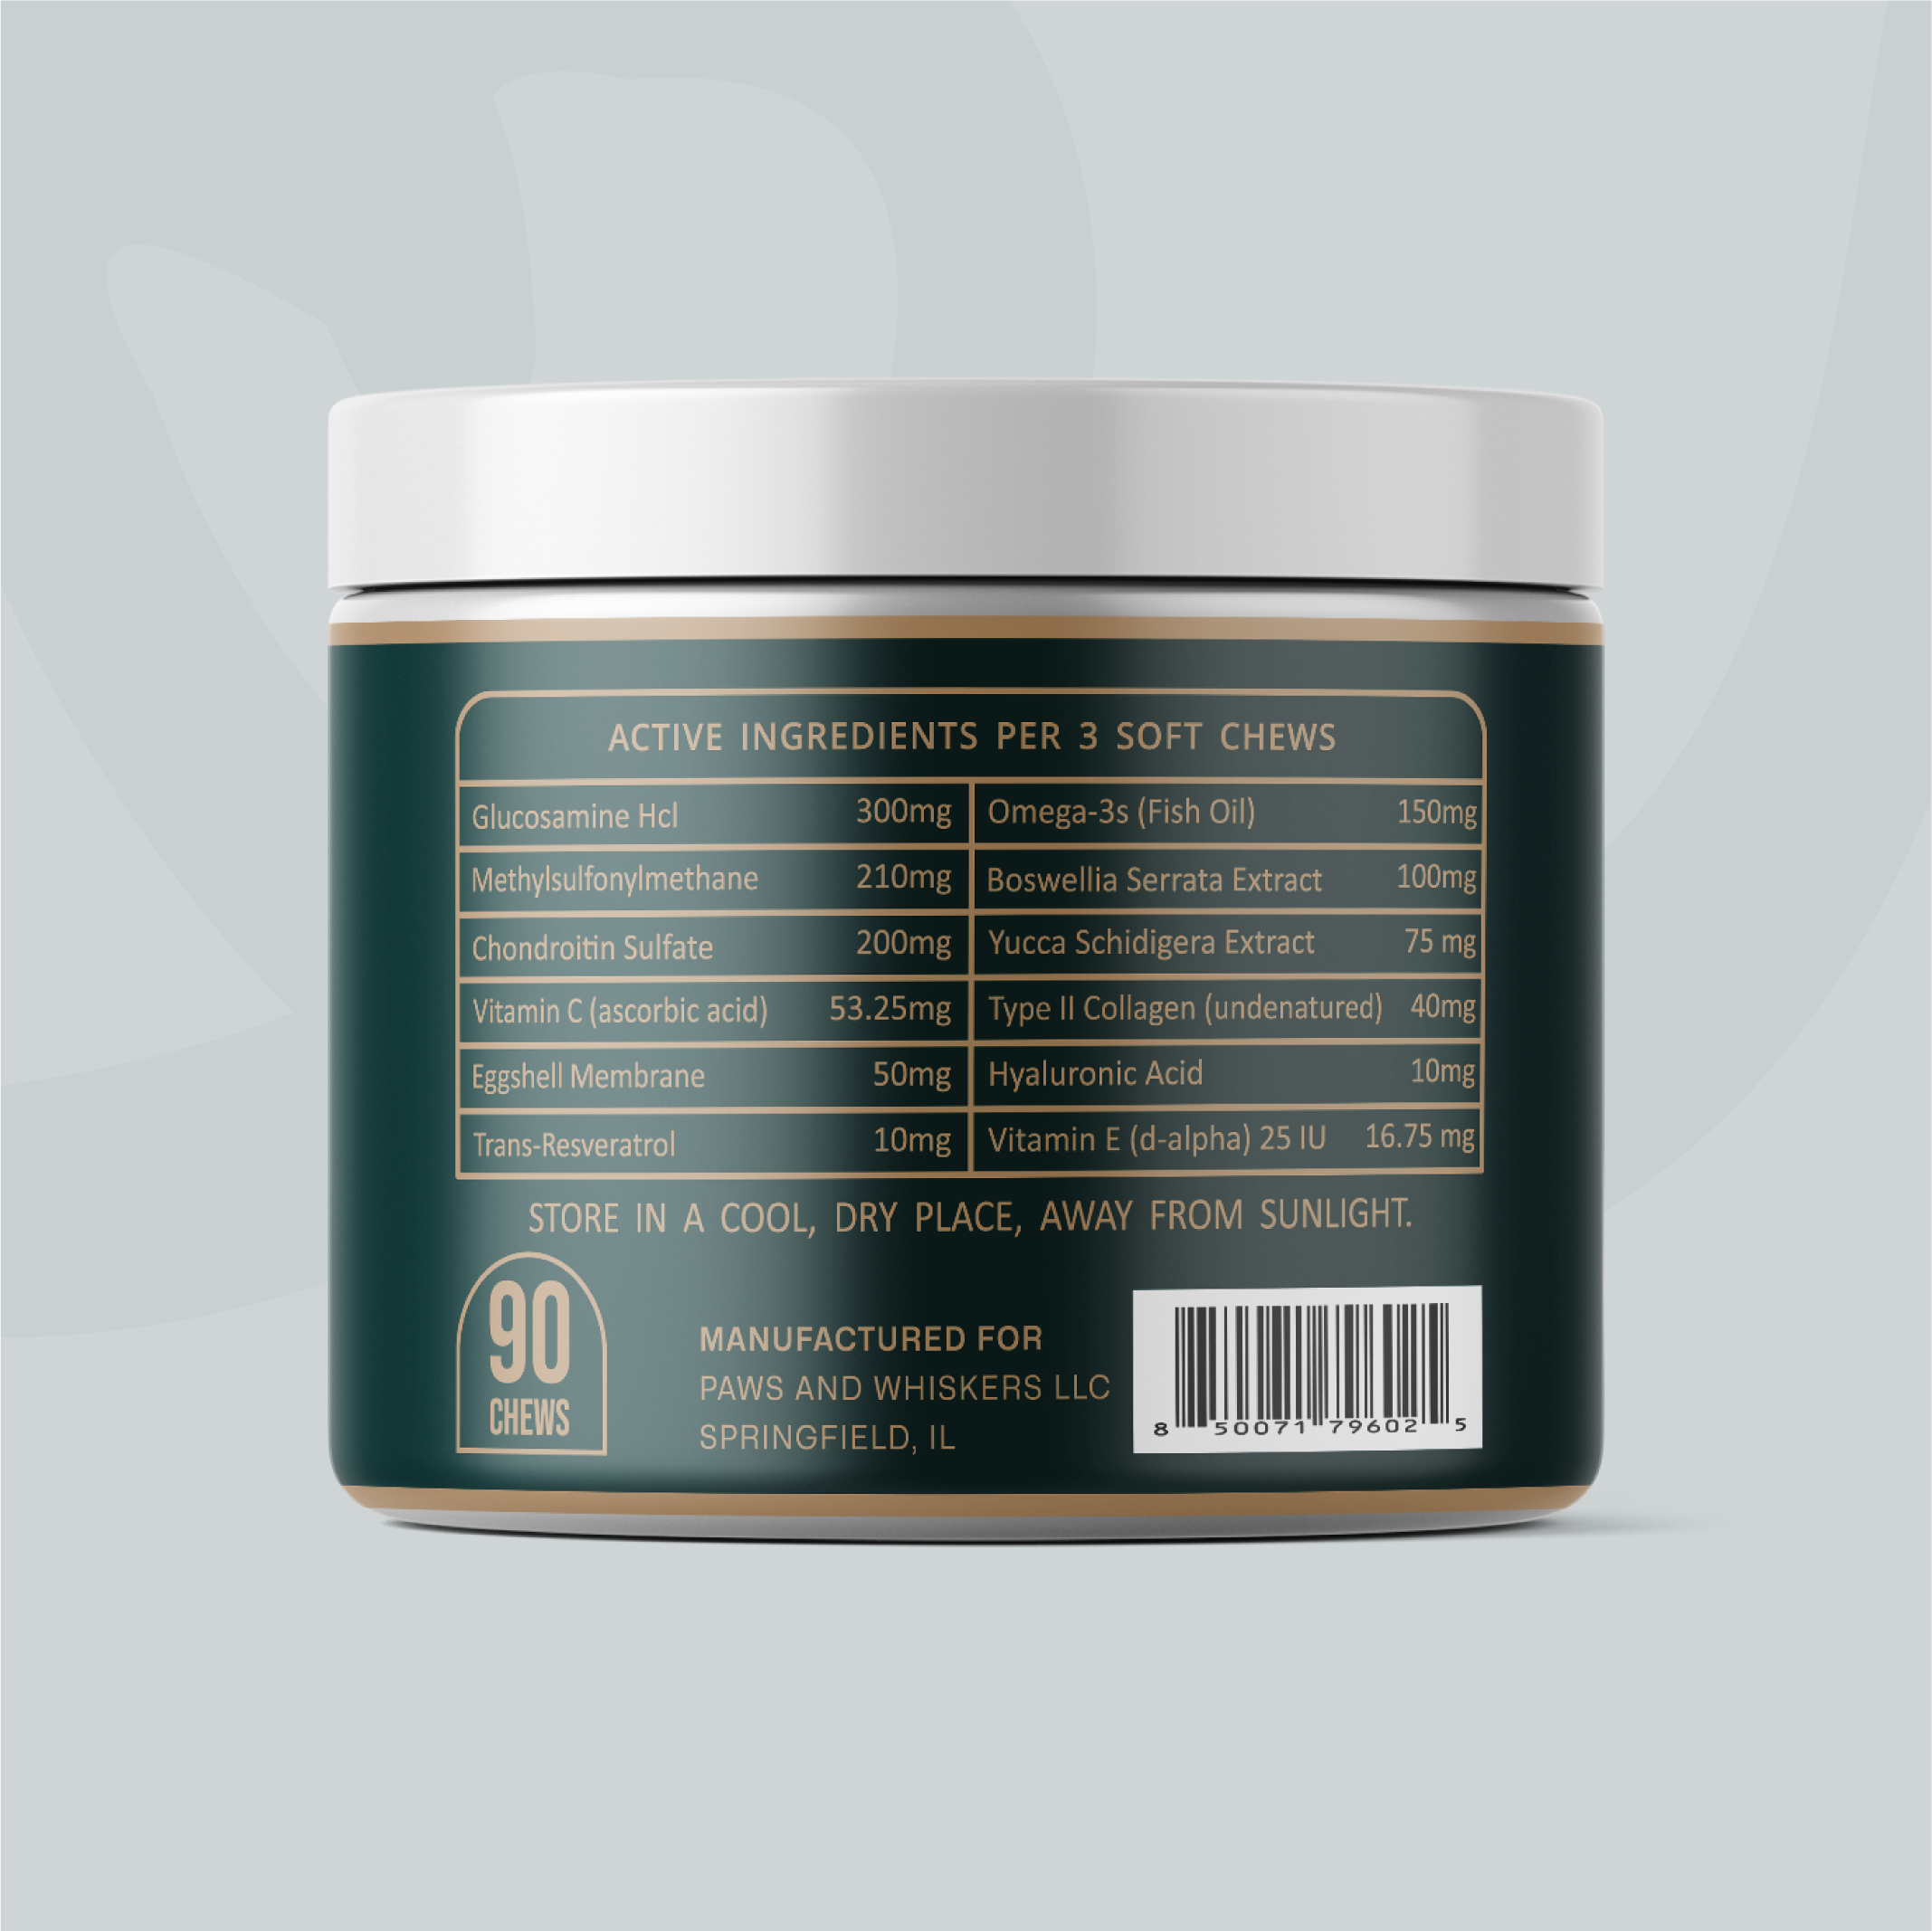 ACTIVE INGREDIENTS PER 3 SOFT CHEWS
Glucosamine Hcl 300mg
Omega-3s (Fish Oil) 150mg
Methylsulfonylmethane 210mg
Boswellia Serrata Extract 100mg
Chondroitin Sulfate 200mg
Yucca Schidigera Extract 75 mg
Vitamin C (ascorbic acid) 53.25mg
Type II Collagen (undenatured) 40mg
Eggshell Membrane 50mg
Hyaluronic Acid 10mg
Trans-Resveratrol 10mg
Vitamin E (d-alpha) 25 IU 16.75 mg
STORE IN A COOL, DRY PLACE, AWAY FROM SUNLIGHT.
90
CHEWS
MANUFACTURED FOR
PAWS AND WHISKERS LLC
SPRINGFIELD, IL
8 50071 79602 5